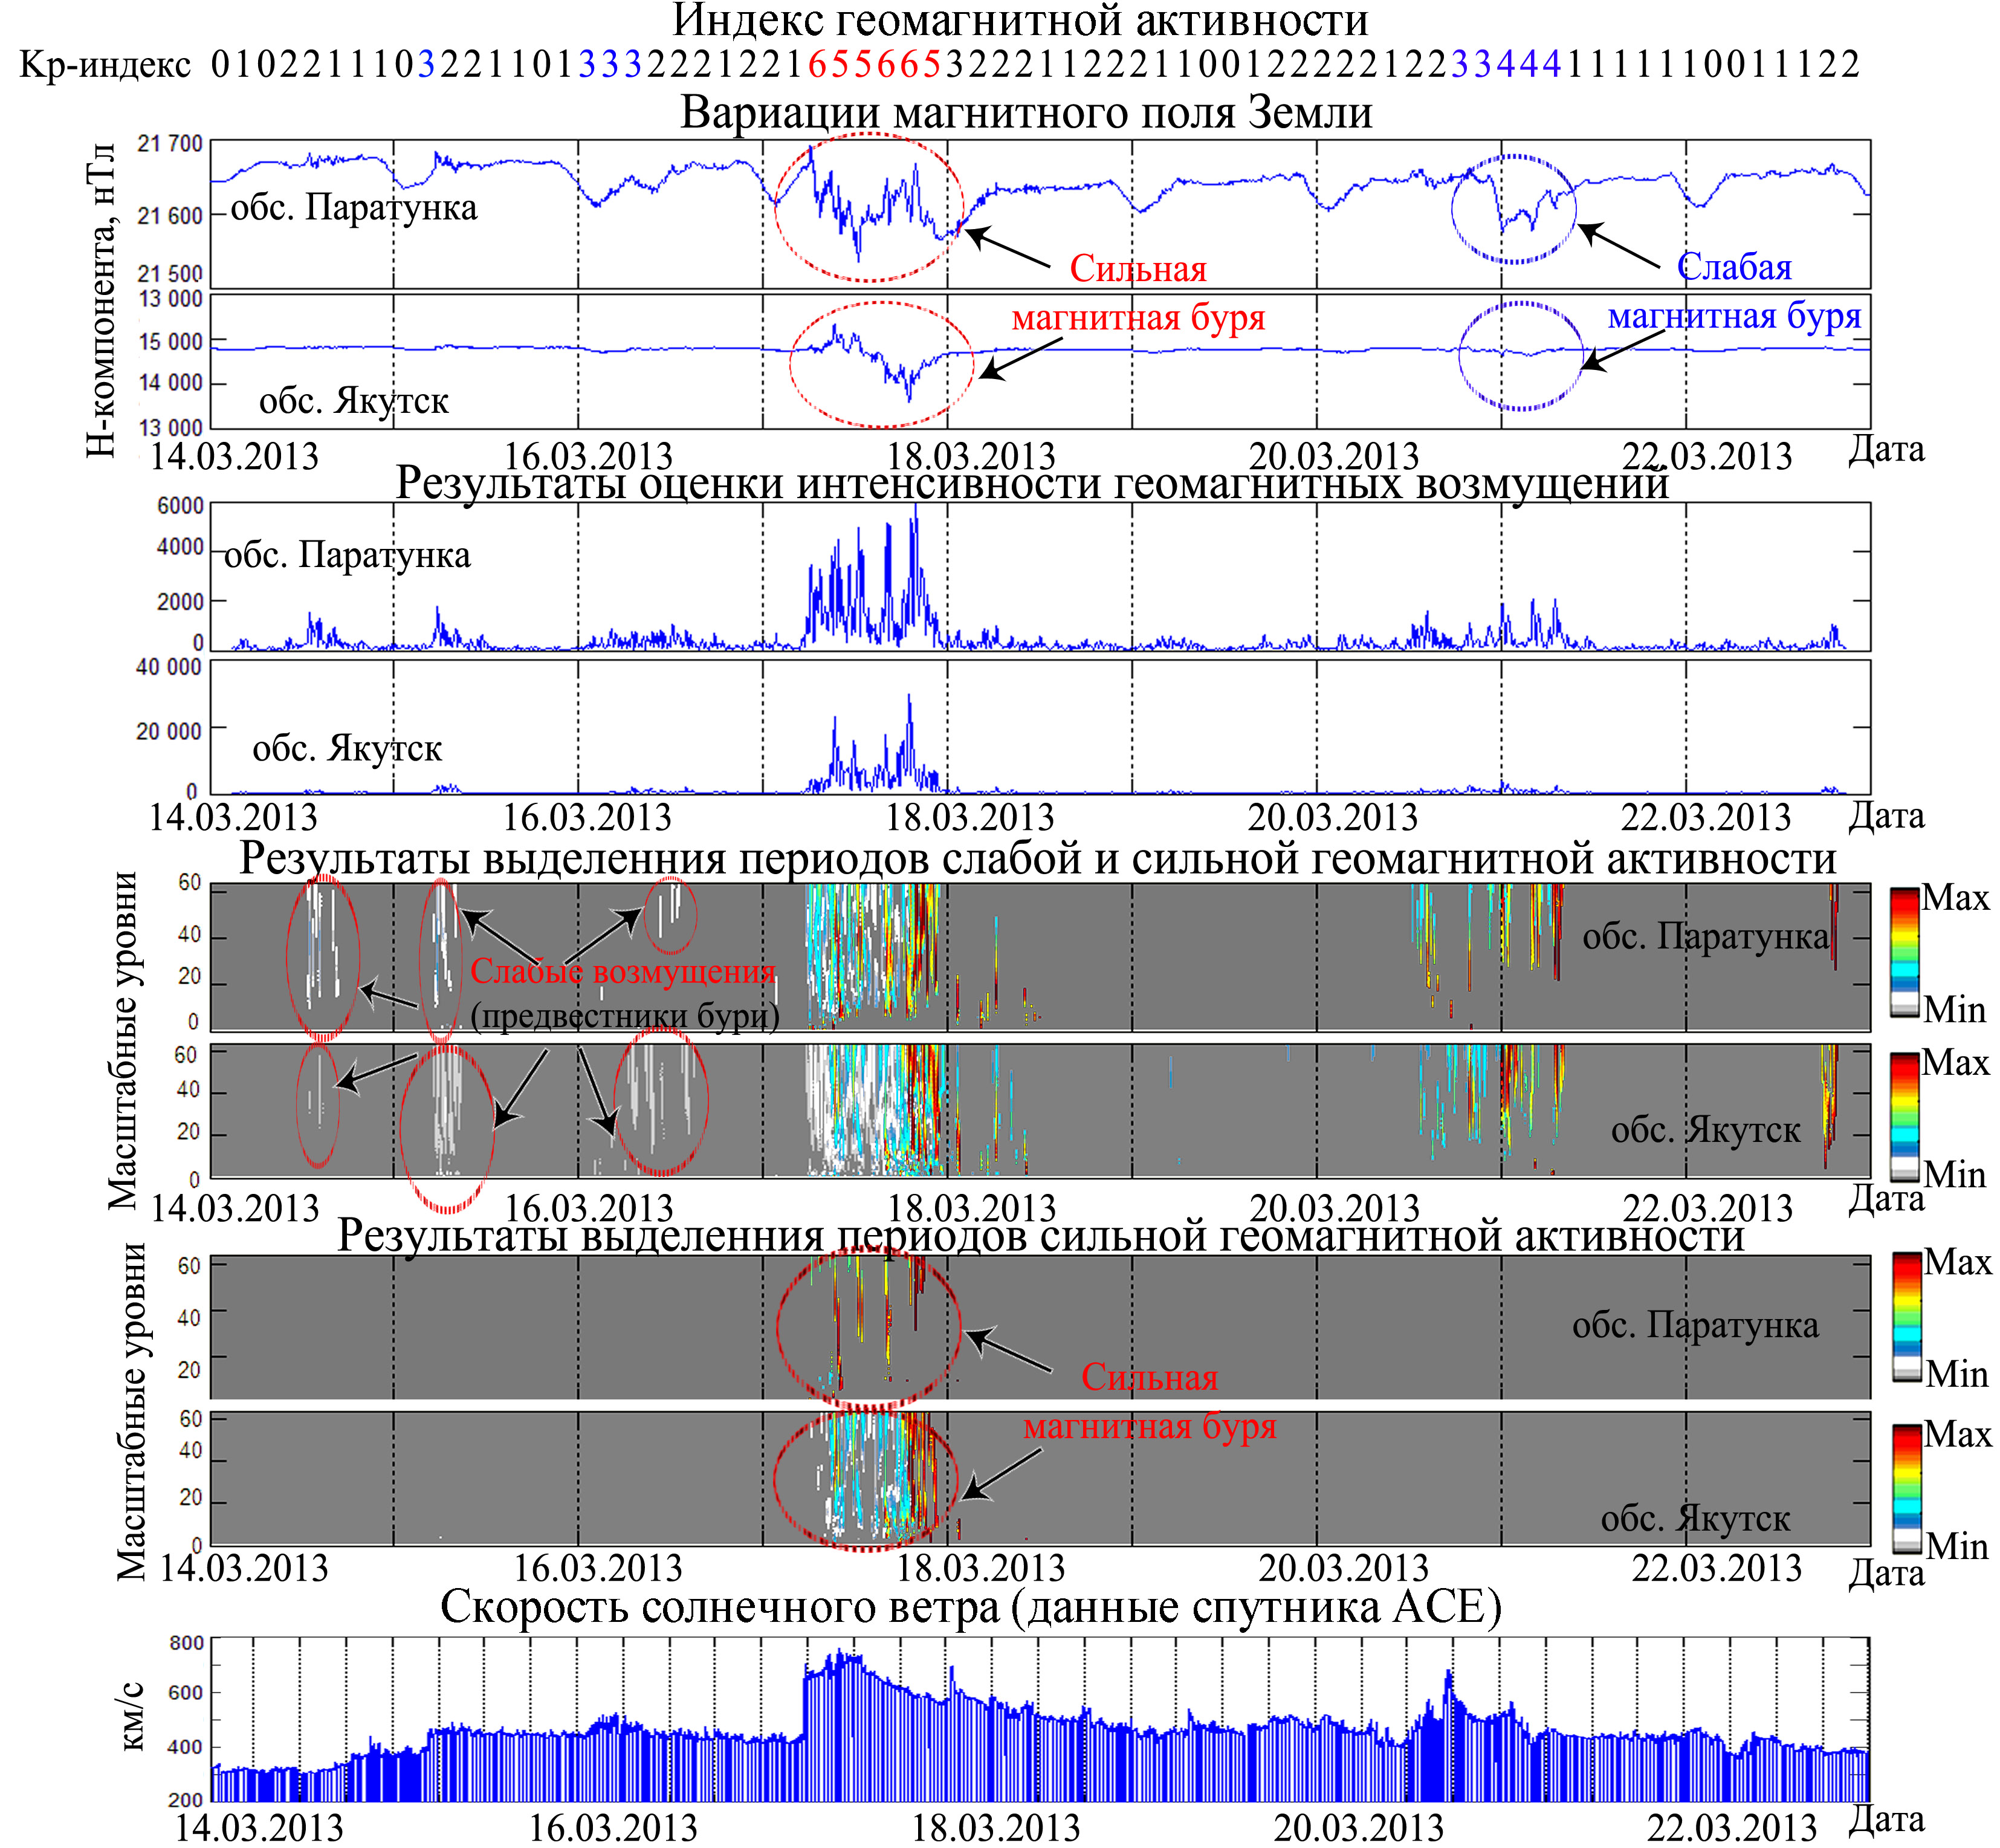 Индекс геомагнитной активности
Kp-индекс 0102211103221101333222122165566532221122211001222221223344411111110011122
Вариации магнитного поля Земли
Н-компонента, нТл
21 700
21 600
21 500
обс. Паратунка
Сильная
магнитная буря
Слабая
магнитная буря
13 000
15 000
14 000
13 000
обс. Якутск
14.03.2013 16.03.2013 18.03.2013 20.03.2013 22.03.2013 Дата
Результаты оценки интенсивности геомагнитных возмущений
6000
4000
2000
0
обс. Паратунка
40 000
20 000
0
обс. Якутск
14.03.2013 16.03.2013 18.03.2013 20.03.2013 22.03.2013 Дата
Результаты выделенния периодов слабой и сильной геомагнитной активности
Масштабные уровни
60
40
20
0
Слабые возмущения
(предвестники бури)
обс. Паратунка
Max
Min
60
40
20
0
обс. Якутск
Max
Min
14.03.2013 16.03.2013 18.03.2013 20.03.2013 22.03.2013 Дата
Результаты выделенния периодов сильной геомагнитной активности
Масштабные уровни
60
40
20
обс. Паратунка
Сильная
магнитная буря
Max
Min
60
40
20
0
обс. Якутск
Max
Min
14.03.2013 16.03.2013 18.03.2013 20.03.2013 22.03.2013 Дата
Скорость солнечного ветра (данные спутника ACE)
км/с
800
600
400
200
14.03.2013 16.03.2013 18.03.2013 20.03.2013 22.03.2013 Дата